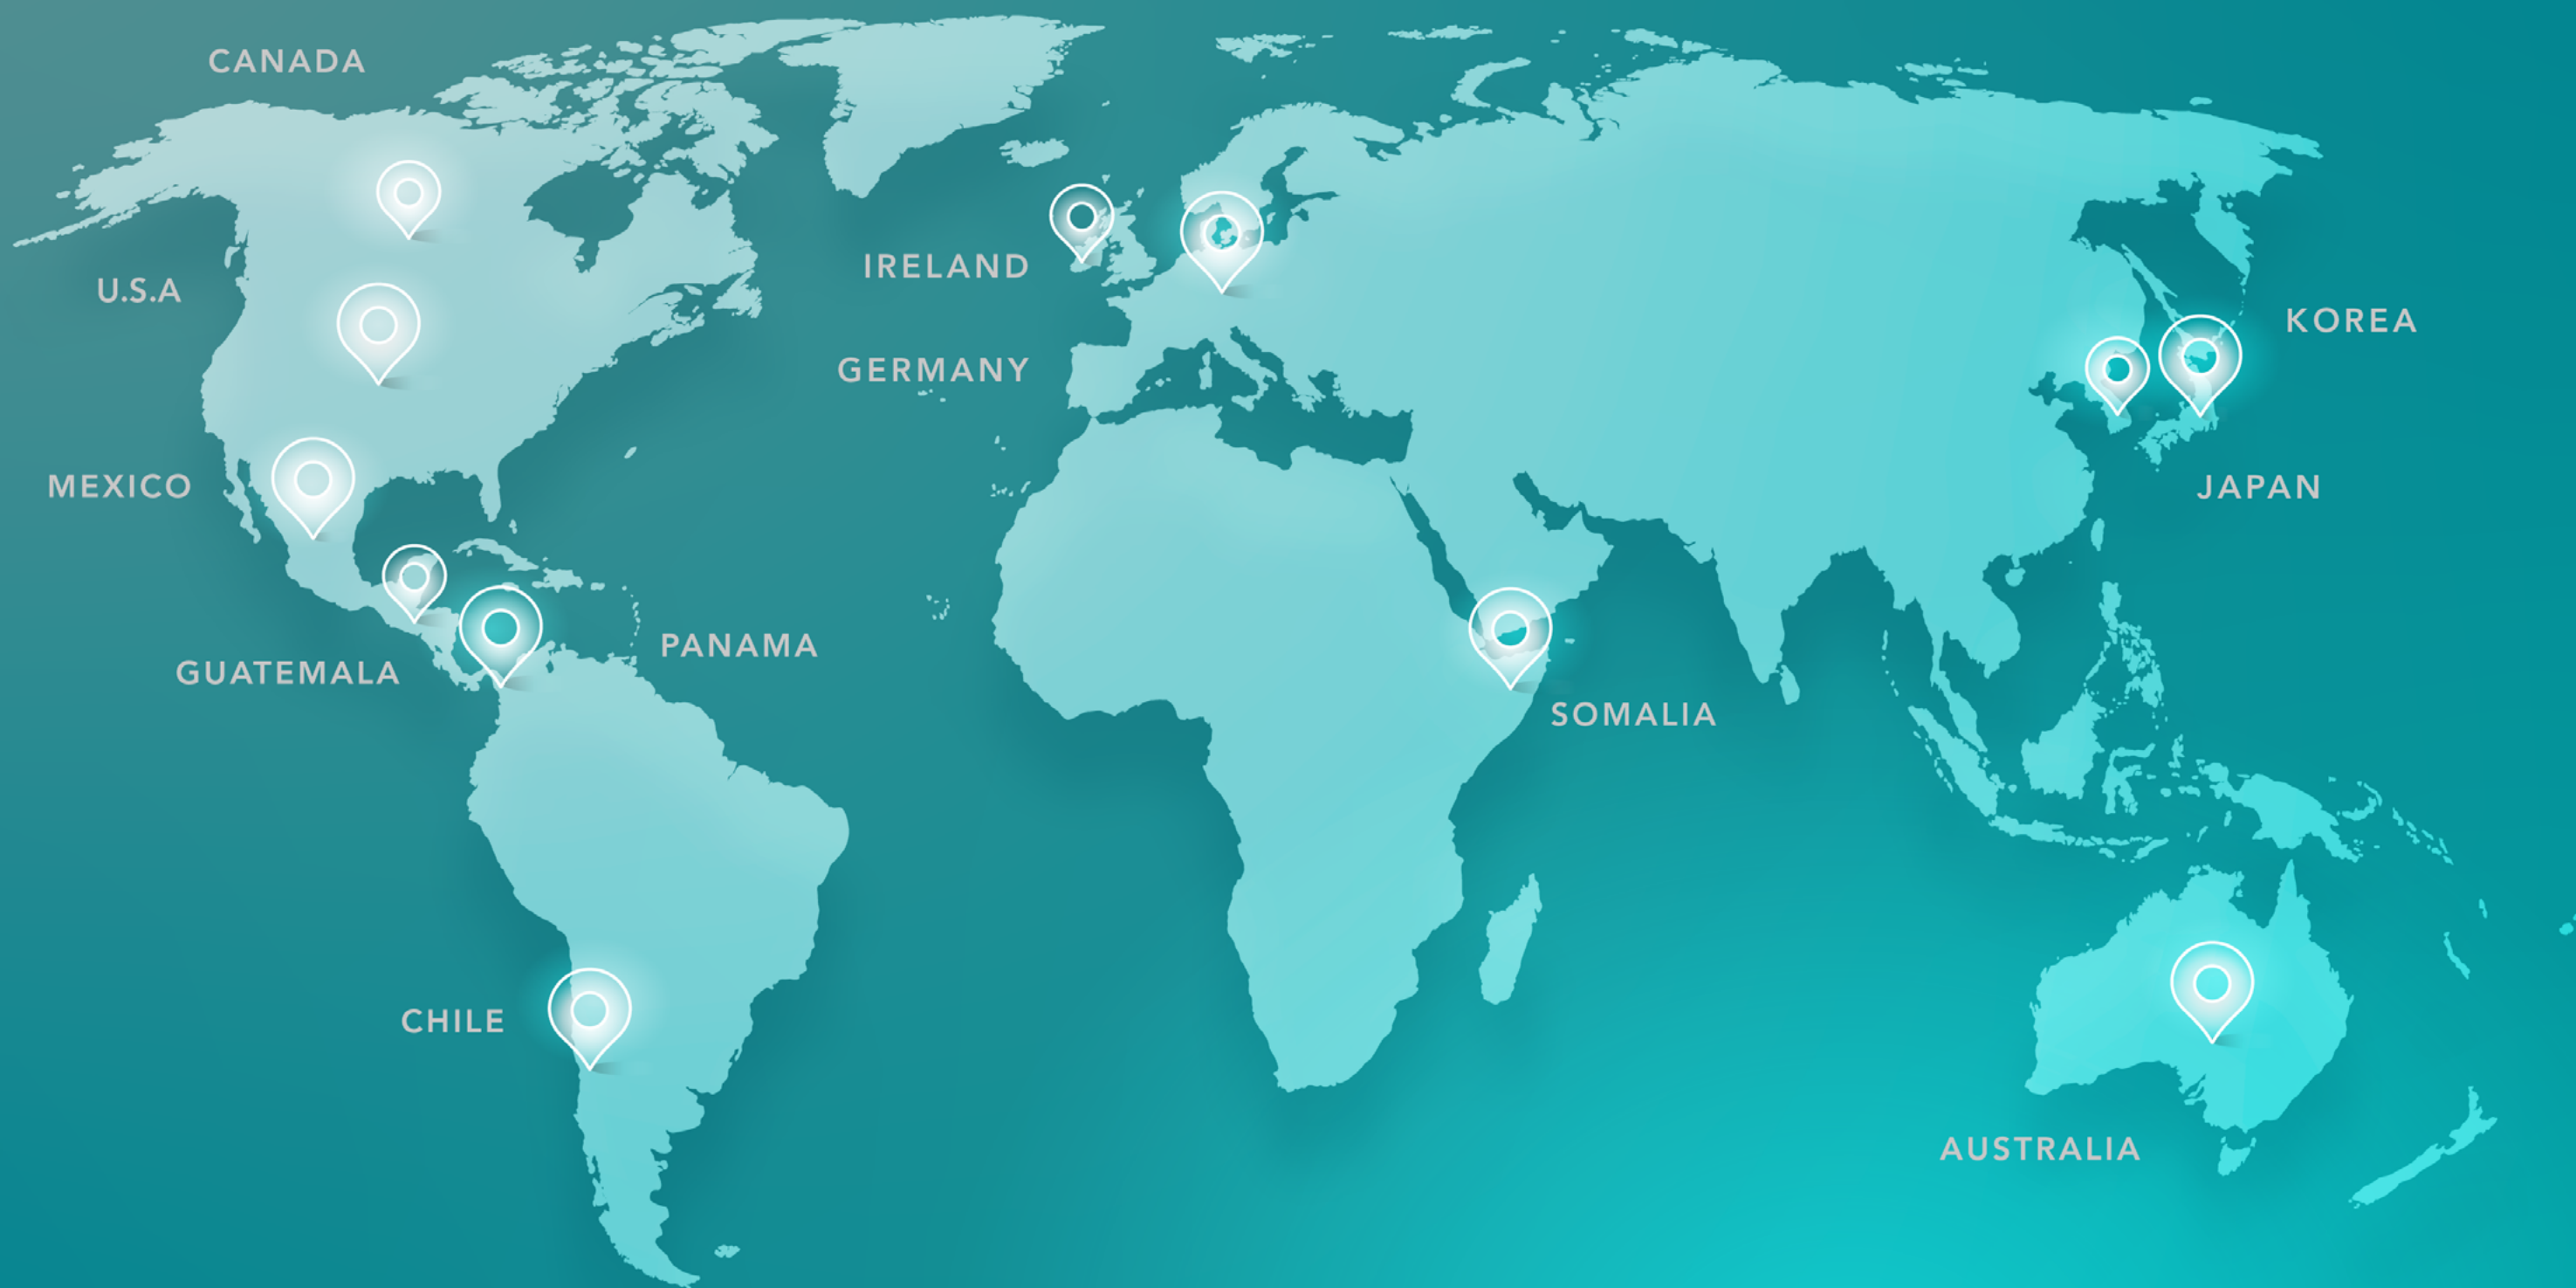 CANADA
U.S.A
IRELAND
KOREA
GERMANY
MEXICO
JAPAN
PANAMA
GUATEMALA
SOMALIA
CHILE
AUSTRALIA